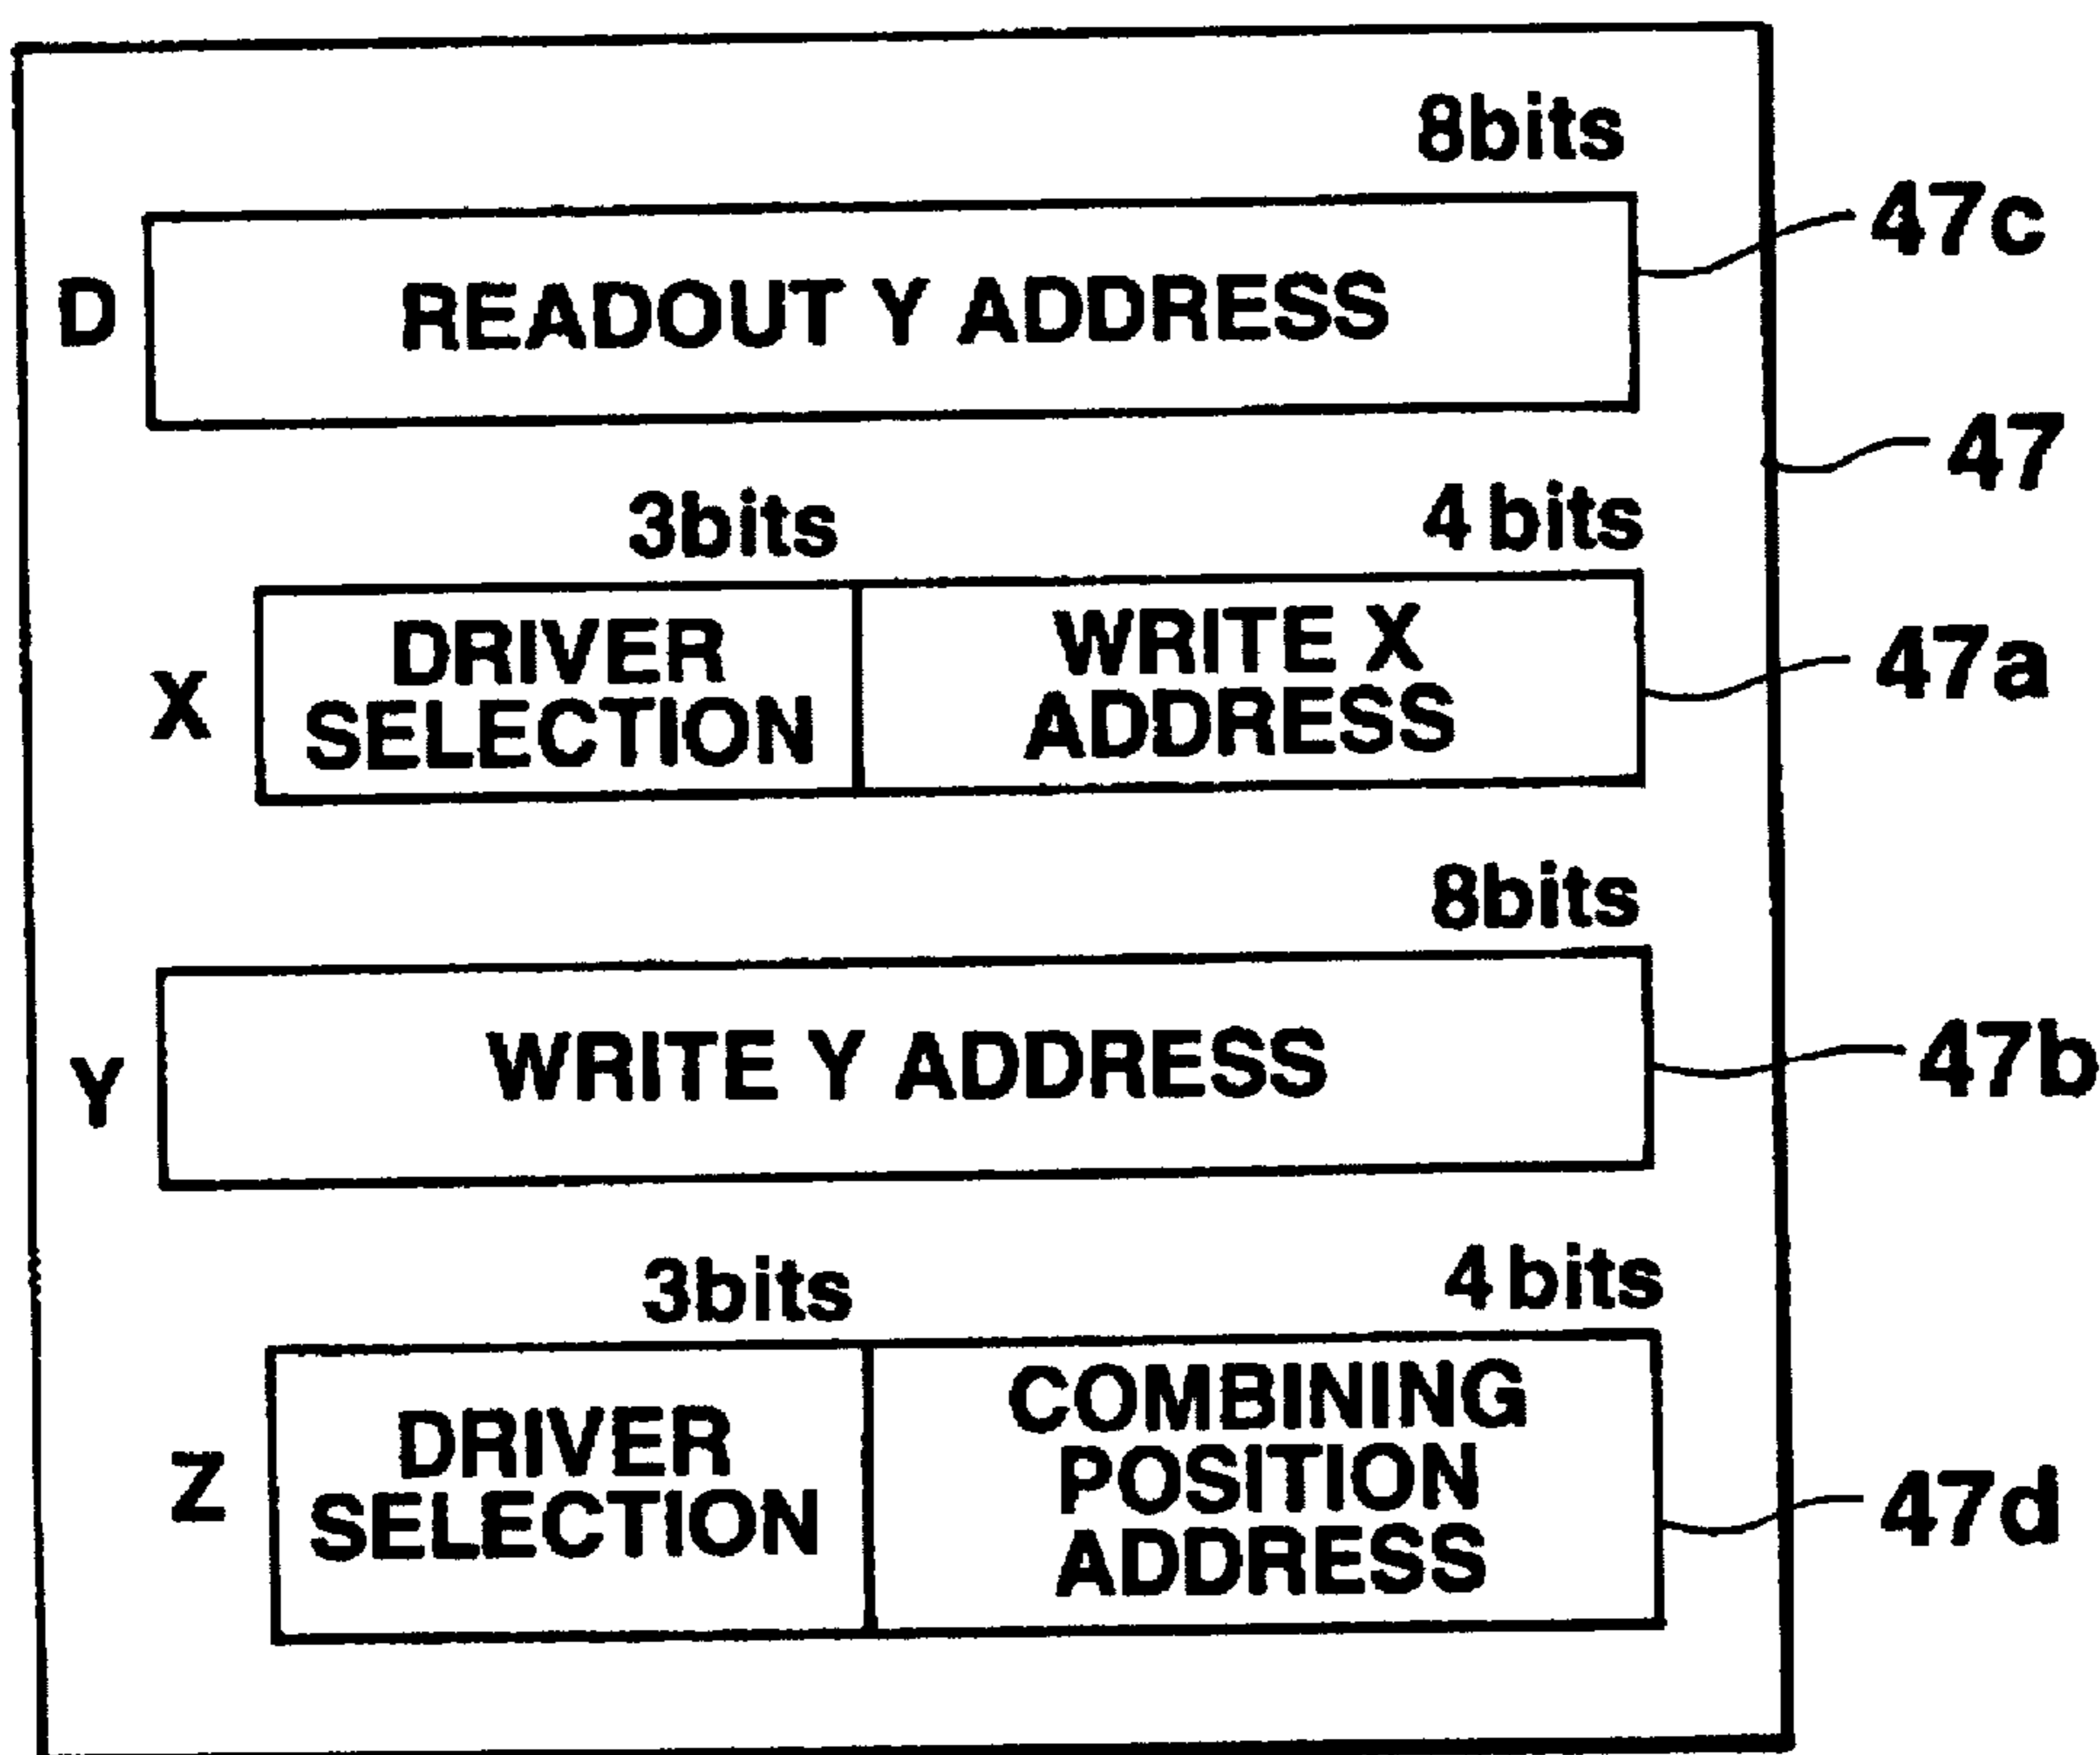 8bits
D READOUT Y ADDRESS 47c
47
3bits 4 bits
DRIVER SELECTION
WRITE X ADDRESS
X 47a
8bits
Y WRITE Y ADDRESS 47b
3bits 4 bits
DRIVER SELECTION
COMBINING POSITION ADDRESS
Z 47d